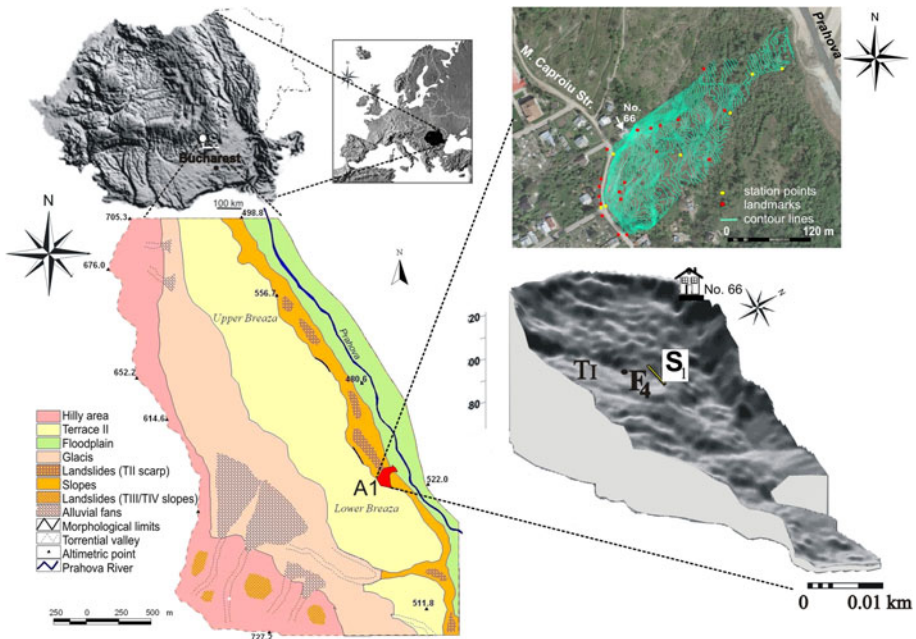 Bucharest
100 km
N
Prahova
M. Caproiu Str.
No.
66
station points
landmarks
contour lines
0 120 m
N
N
705.3
498.8
676.0
N
556.7
Upper Breaza
Prahova
480.6
652.2
614.6
A1
522.0
Lower Breaza
511.8
727.2
Hilly area
Terrace II
Floodplain
Glacis
Landslides (TII scarp)
Slopes
Landslides (TIII/TIV slopes)
Alluvial fans
Morphological limits
Torrential valley
Altimetric point
Prahova River
250 0 250 500 m
No. 66
20
00
80
TI
F4
S1
0 0.01 km